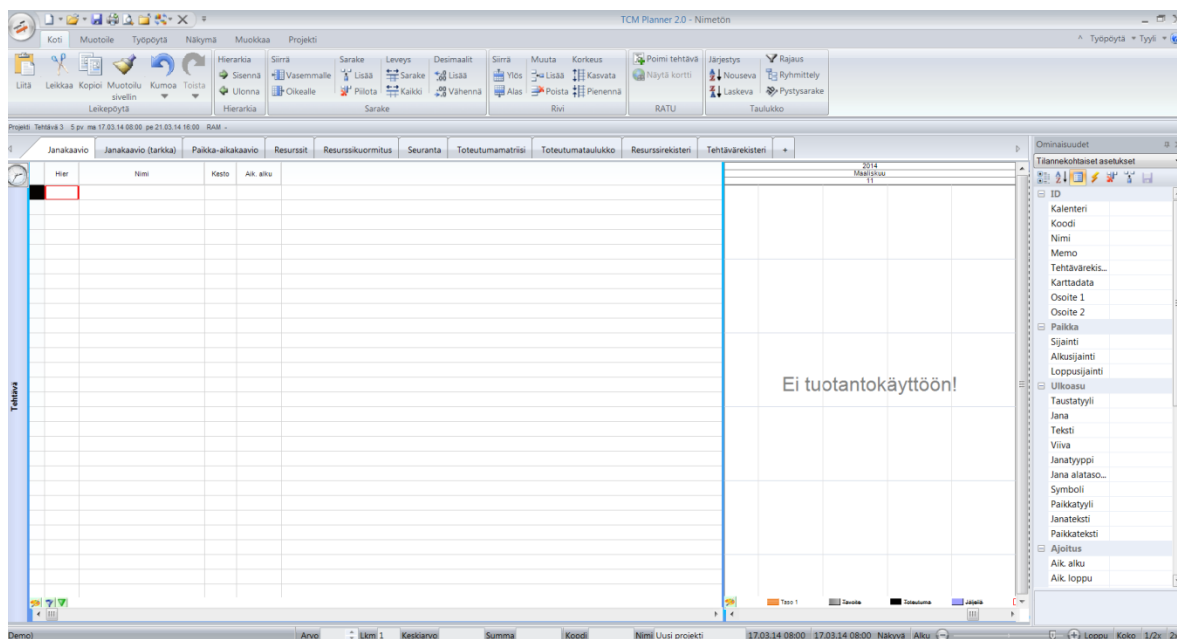 TCM Planner 2.0 - Nimetön
Koti Muotoile Työpöytä Näkymä Muokkaa Projekti
^ Työpöytä Tyyli
Hierarkia Siirrä Sarake Leveys Desimaalit Siirrä Muuta Korkeus Poimi tehtävä Järjestys Rajaus
Sisennä Vasemmalle Lisää Sarake Lisää Ylös Lisää Kasvata Näytä kortti Nouseva Ryhmittely
Liitä Leikkaa Kopioi Muotoilu sivellin Kumoa Toista
Ulonna Oikealle Piilota Kaikki Vähennä Alas Poista Pienennä Laskeva Pystysarake
Leikepöytä Hierarkia Sarake Rivi RATU Taulukko
Projekti Tehtävä 3 5 pv ma 17.03.14 08:00 pe 21.03.14 16:00 RAM -
Janakaavio Janakaavio (tarkka) Paikka-aikakaavio Resurssit Resurssikuormitus Seuranta Toteutumamatriisi Toteutumataulukko Resurssirekisteri Tehtävärekisteri +
Hier Nimi Kesto Aik. alku
2014
Maaliskuu
11
Tehtävä
Ei tuotantokäyttöön!
Tapo 1 Tavoite Toteutuma Jäljellä
Ominaisuudet
Tilannekohtaiset asetukset
ID
Kalenteri
Koodi
Nimi
Memo
Tehtävärekis...
Karttadata
Osoite 1
Osoite 2
Paikka
Sijainti
Alkusijainti
Loppusijainti
Ulkoasu
Taustatyyli
Jana
Teksti
Viiva
Janatyyppi
Jana alataso...
Symboli
Paikkatyyli
Janateksti
Paikkateksti
Ajoitus
Aik. alku
Aik. loppu
Demo) Arvo Lkm 1 Keskiarvo Summa Koodi Nimi Uusi projekti 17.03.14 08:00 17.03.14 08:00 Näkyvä Alku Loppu Koko 1/2x 2x